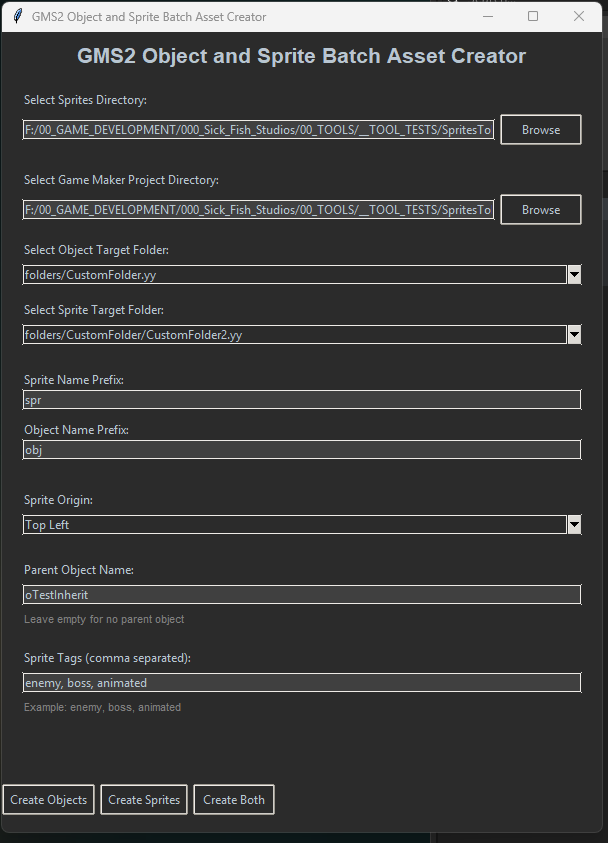 GMS2 Object and Sprite Batch Asset Creator
GMS2 Object and Sprite Batch Asset Creator
Select Sprites Directory:
F:/00_GAME_DEVELOPMENT/000_Sick_Fish_Studios/00_TOOLS/__TOOL_TESTS/SpritesTo
Browse
Select Game Maker Project Directory:
F:/00_GAME_DEVELOPMENT/000_Sick_Fish_Studios/00_TOOLS/__TOOL_TESTS/SpritesTo
Browse
Select Object Target Folder:
folders/CustomFolder.yy
Select Sprite Target Folder:
folders/CustomFolder/CustomFolder2.yy
Sprite Name Prefix:
spr
Object Name Prefix:
obj
Sprite Origin:
Top Left
Parent Object Name:
oTestInherit
Leave empty for no parent object
Sprite Tags (comma separated):
enemy, boss, animated
Example: enemy, boss, animated
Create Objects Create Sprites Create Both